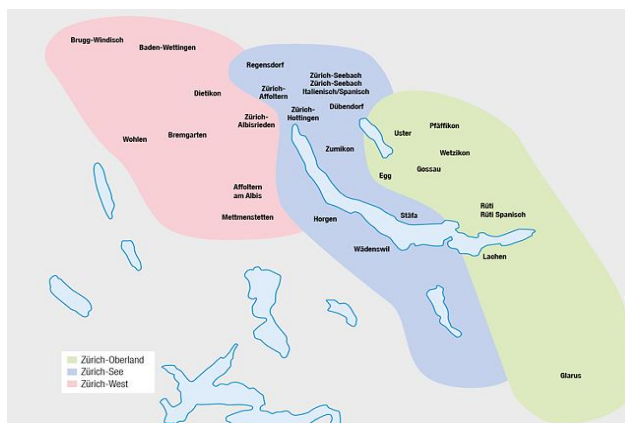 Brugg-Windisch
Baden-Wettingen
Regensdorf
Zürich-Seebach
Zürich-Seebach
Italienisch/Spanisch
Dietikon
Zürich-
Affoltern
Dübendorf
Zürich-
Albisrieden
Zürich-
Hottingen
Wohlen
Bremgarten
Zumikon
Uster
Pfäffikon
Wetzikon
Gossau
Egg
Affoltern
am Albis
Mettmenstetten
Horgen
Stäfa
Rüti
Rüti Spanisch
Wädenswil
Lachen
Zürich-Oberland
Zürich-See
Zürich-West
Glarus